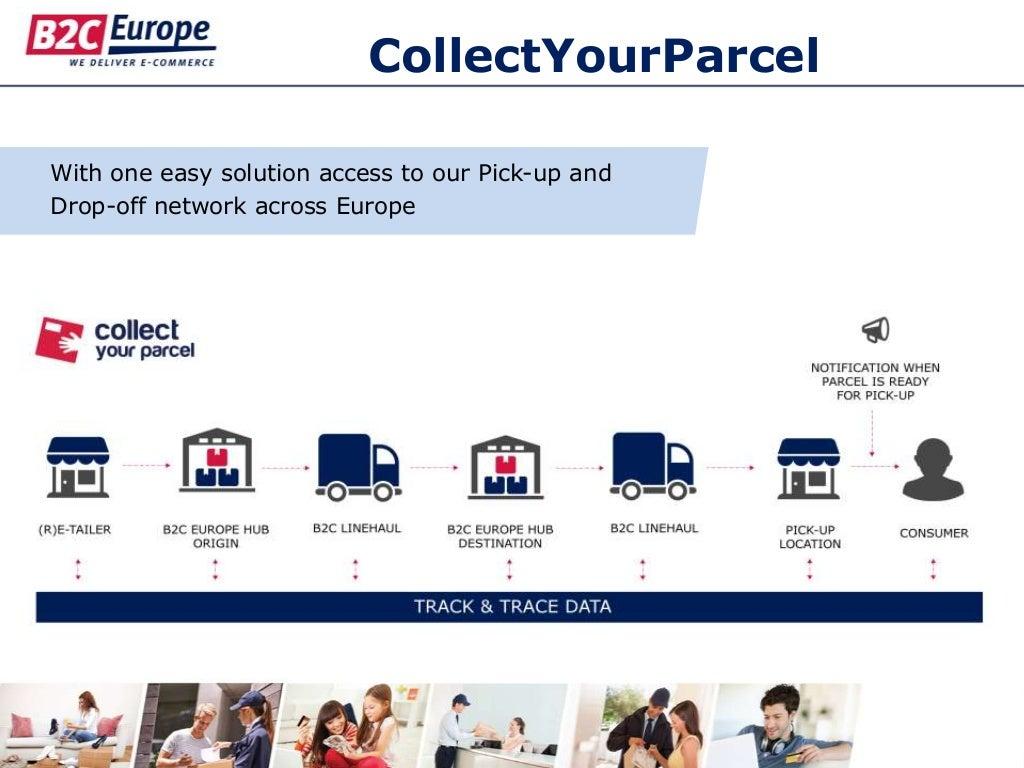 B2C Europe
WE DELIVER E-COMMERCE
CollectYourParcel
With one easy solution access to our Pick-up and
Drop-off network across Europe
collect
your parcel
NOTIFICATION WHEN
PARCEL IS READY
FOR PICK-UP
(R)E-TAILER
B2C EUROPE HUB
ORIGIN
B2C LINEHAUL
B2C EUROPE HUB
DESTINATION
B2C LINEHAUL
PICK-UP
LOCATION
CONSUMER
TRACK & TRACE DATA